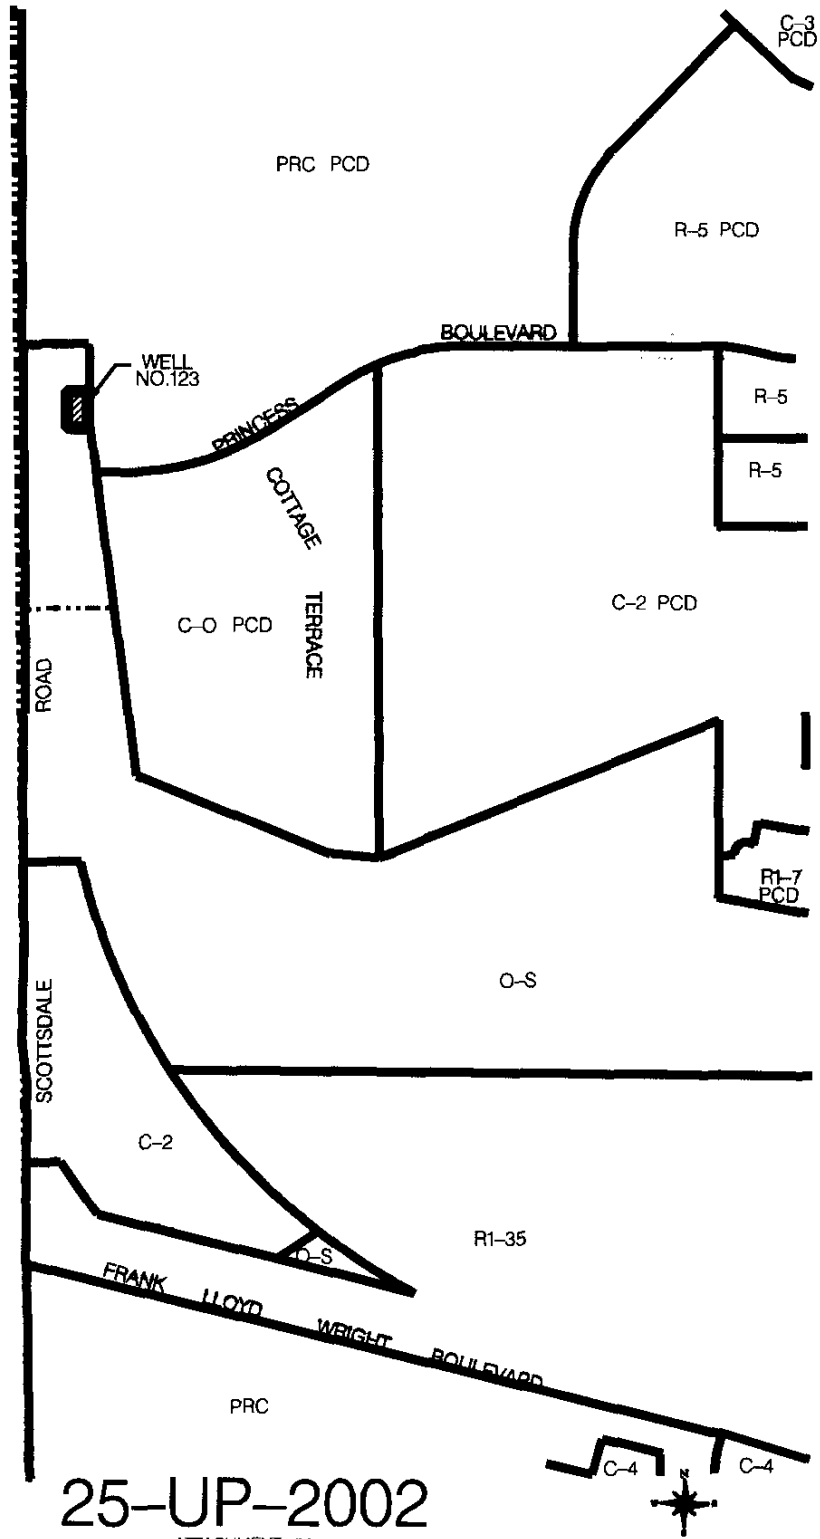 C-3
PCD
PRC PCD
R-5 PCD
BOULEVARD
WELL
NO.123
R-5
PRINCESS
R-5
COTTAGE
TERRACE
C-2 PCD
C-O PCD
ROAD
R1-7
PCD
O-S
SCOTTSDALE
C-2
R1-35
O-S
FRANK LLOYD WRIGHT BOULEVARD
PRC
C-4
C-4
N
25-UP-2002